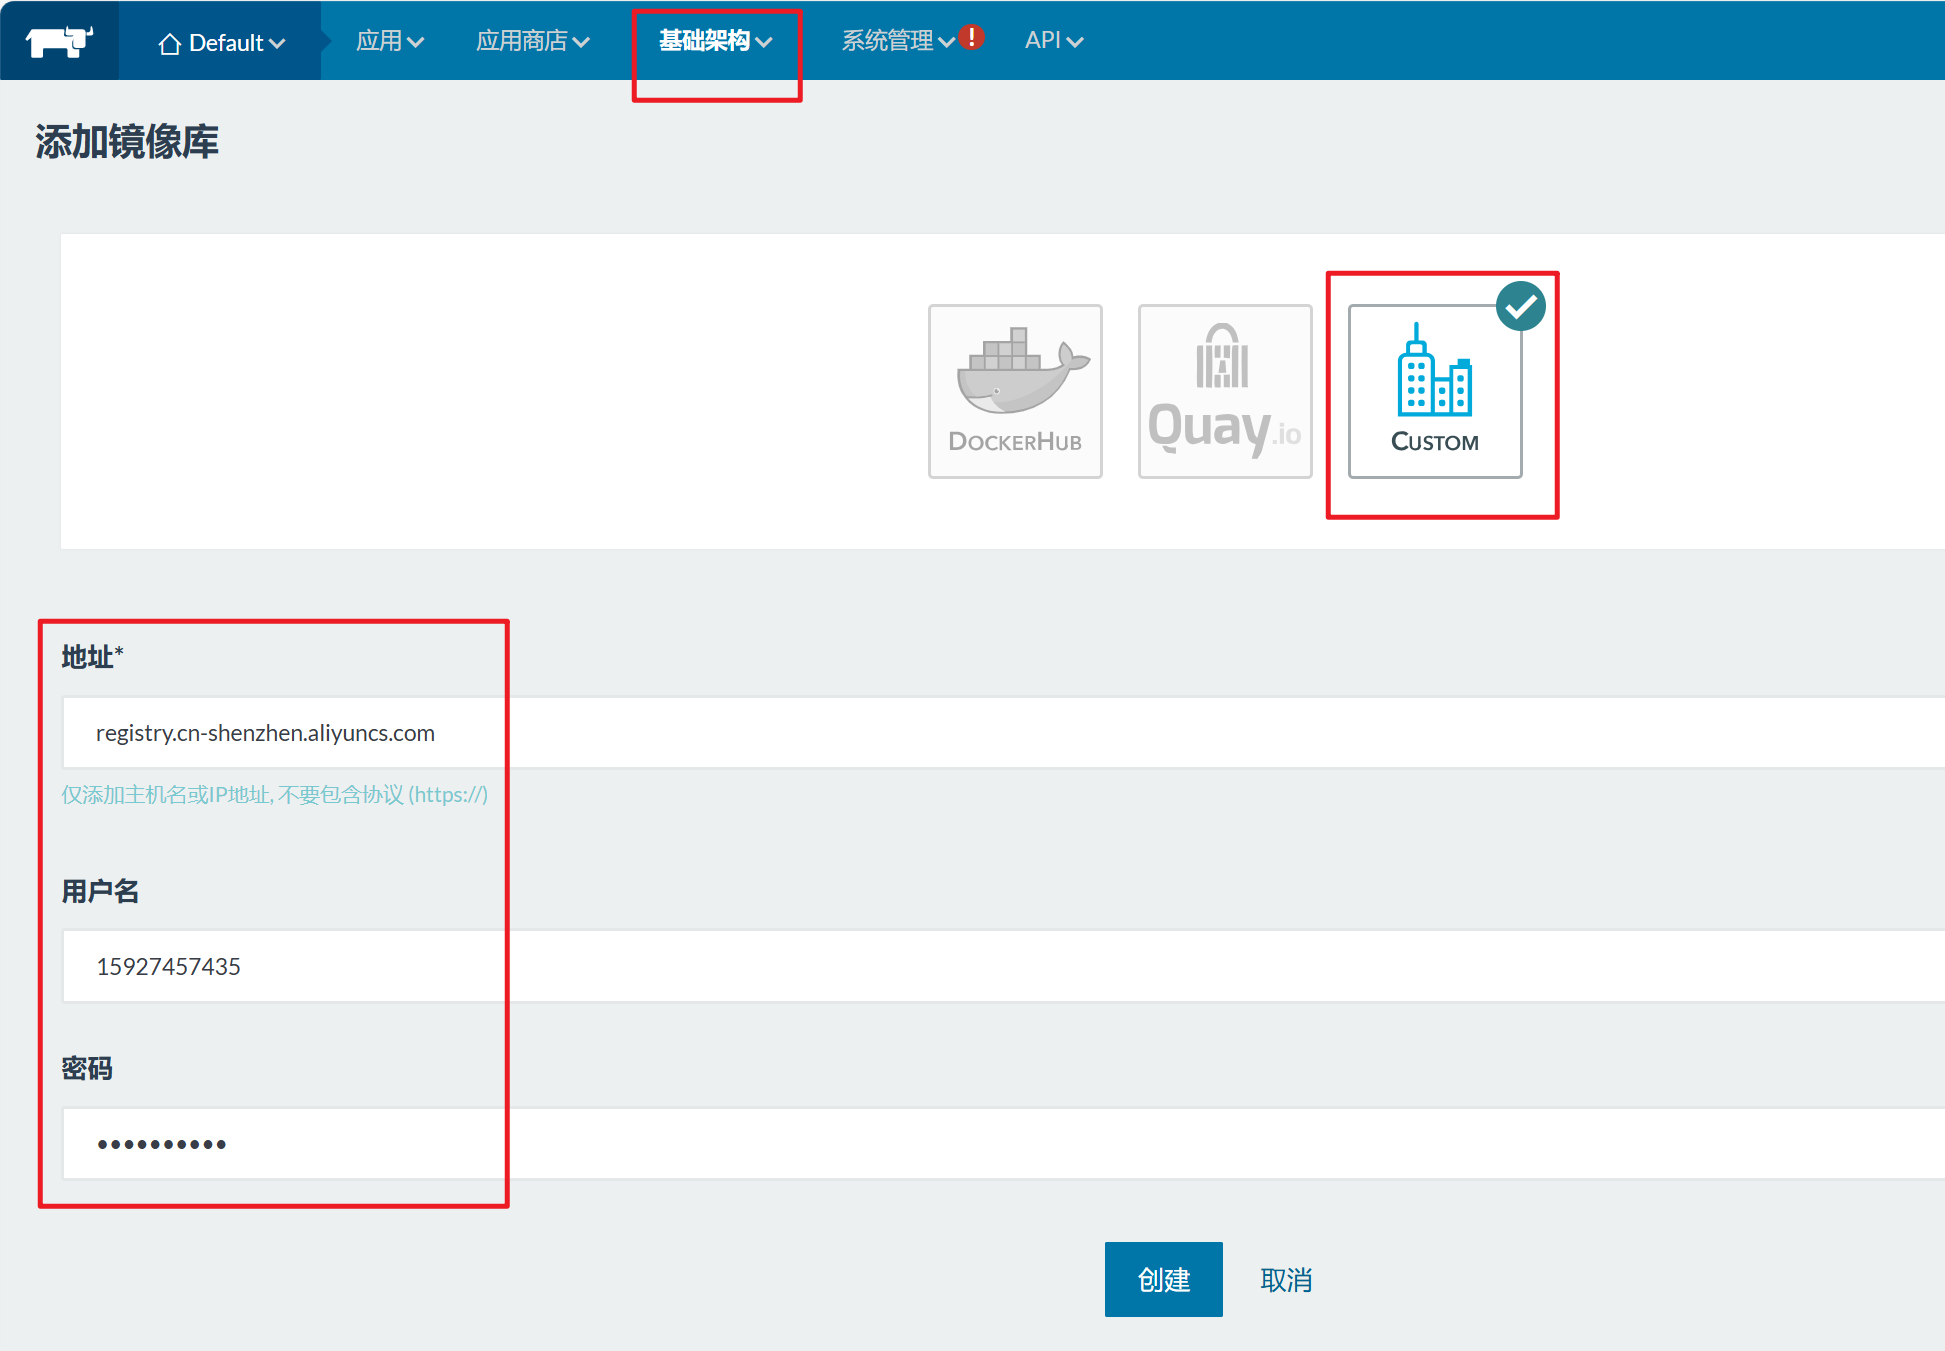 Default 应用 应用商店 基础架构 系统管理 ! API
添加镜像库
DockerHub Quay.io Custom
地址*
registry.cn-shenzhen.aliyuncs.com
仅添加主机名或IP地址, 不要包含协议 (https://)
用户名
15927457435
密码
••••••••••
创建 取消